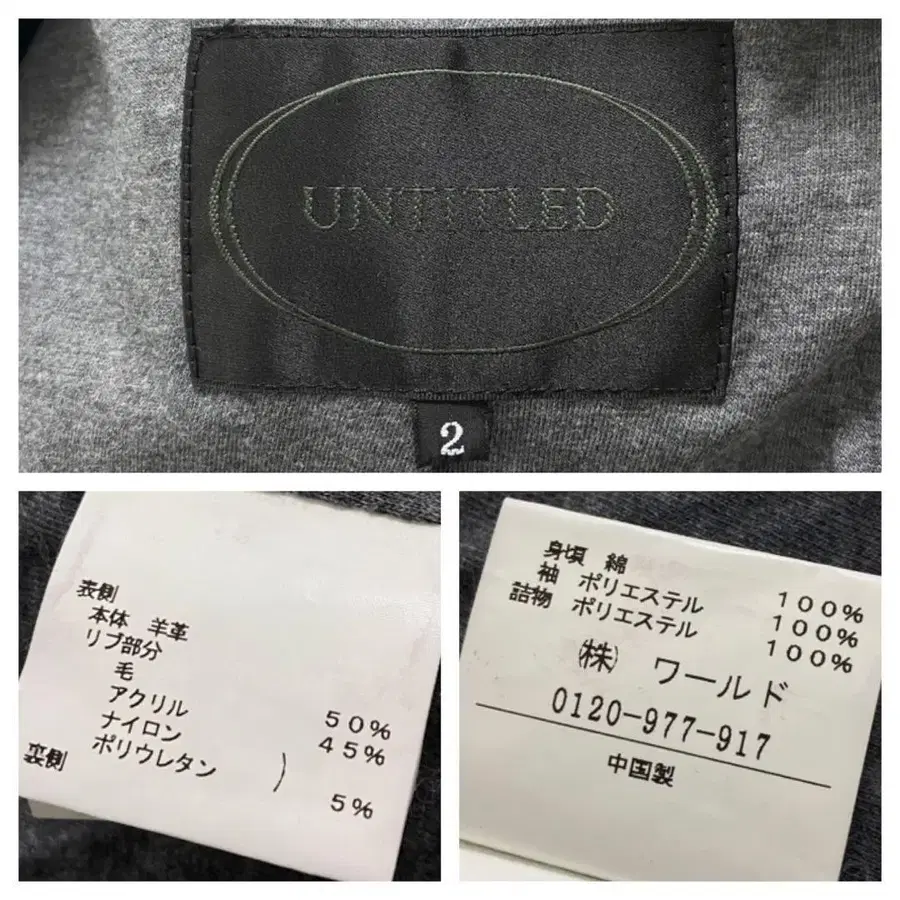 UNTITLED
2
表側
本体 羊革
リブ部分
毛 50%
アクリル 45%
ナイロン
ポリウレタン ) 5%
裏側
身頃 綿 100%
袖 ポリエステル 100%
詰物 ポリエステル 100%
㈱ ワールド
0120-977-917
中国製